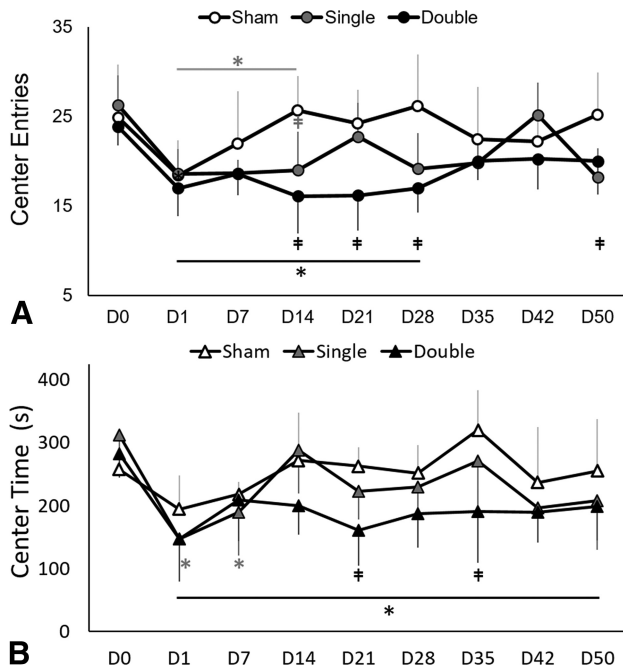 Sham Single Double
35
*
25
ǂ
Center Entries
*
15
ǂ ǂ ǂ ǂ
*
5
A
D0 D1 D7 D14 D21 D28 D35 D42 D50
Sham Single Double
400
300
Center Time (s)
200
100
* * ǂ ǂ
*
0
B
D0 D1 D7 D14 D21 D28 D35 D42 D50